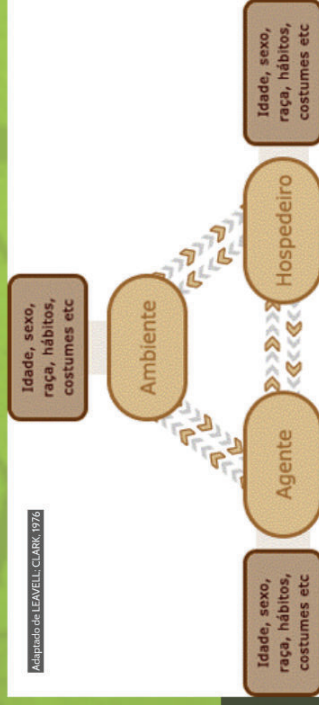 Adaptado de LEAVELL; CLARK, 1976
Idade, sexo,
raça, hábitos,
costumes etc
Ambiente
Idade, sexo,
raça, hábitos,
costumes etc
Agente
Hospedeiro
Idade, sexo,
raça, hábitos,
costumes etc